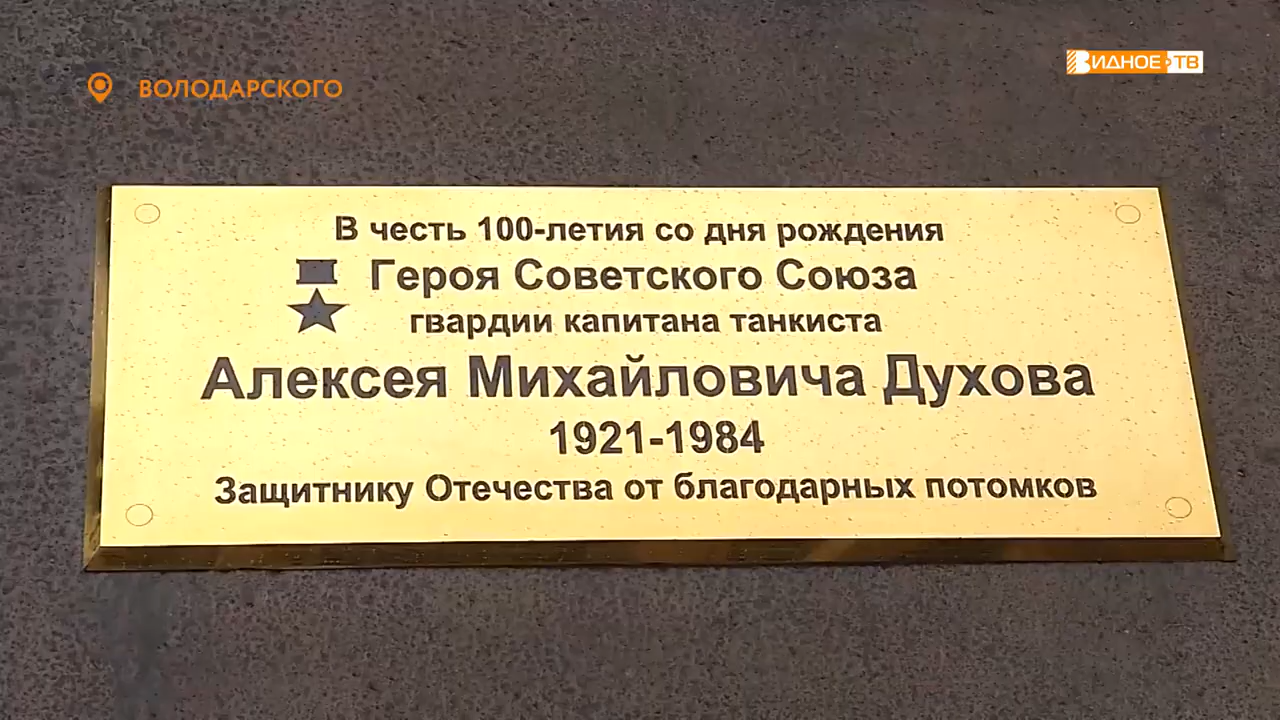 ВОЛОДАРСКОГО
ВИДНОЕ ТВ
В честь 100-летия со дня рождения
Героя Советского Союза
гвардии капитана танкиста
Алексея Михайловича Духова
1921-1984
Защитнику Отечества от благодарных потомков